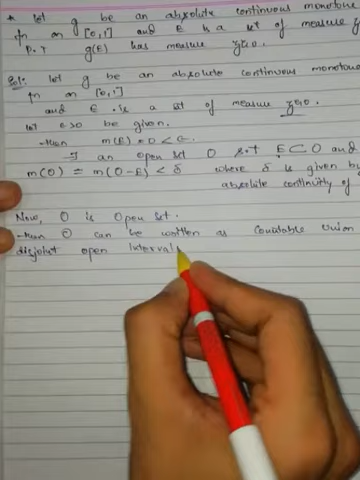 * let g be an absolute continuous monotone
fn on [0,1] and E is a set of measure zero
P.T g(E) has measure zero.
Sol: let g be an absolute continuous monotone
fn on [0,1]
and E is a set of measure zero.
let ε>0 be given.
Then m(E)=0<ε.
∃ an open set O s.t E⊂O and
m(O) = m(O-E) < δ where δ is given by
absolute continuity of
Now, O is open set.
Then O can be written as countable union
disjoint open interval